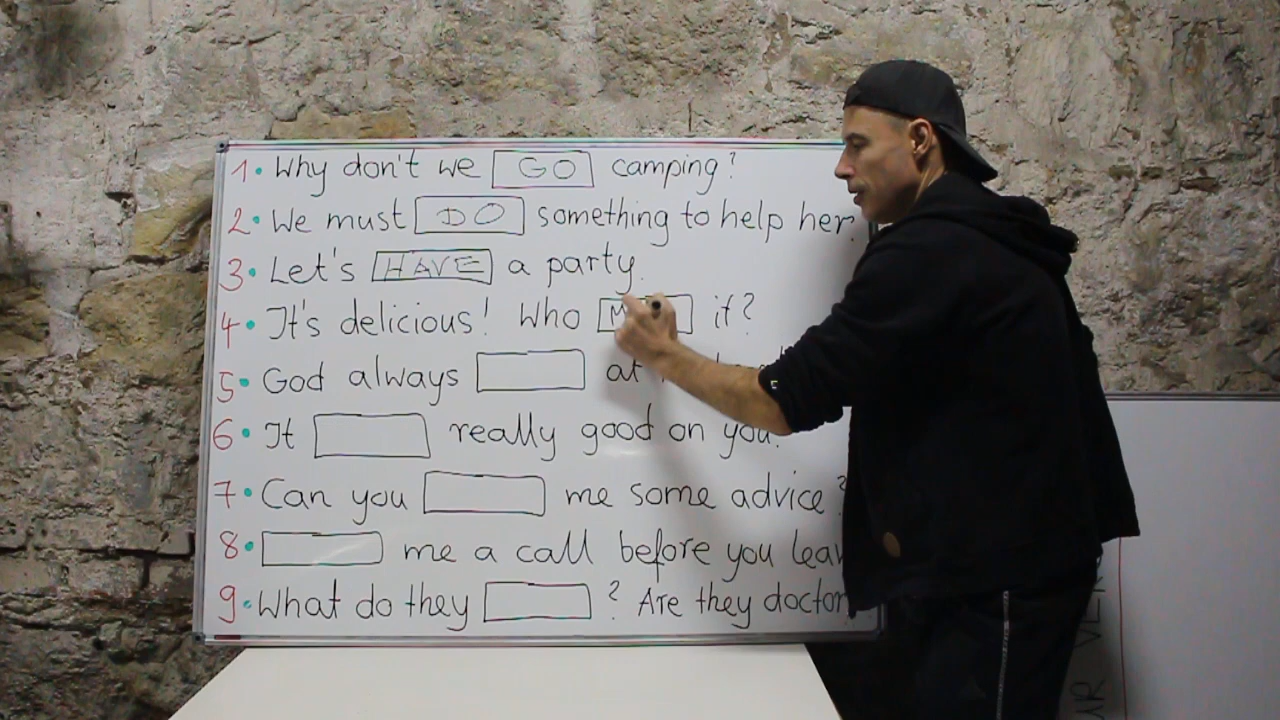 1. Why don't we GO camping?
2. We must DO something to help her.
3. Let's HAVE a party.
4. It's delicious! Who it?
5. God always at
6. It really good on you.
7. Can you me some advice?
8. me a call before you
9. What do they ? Are they